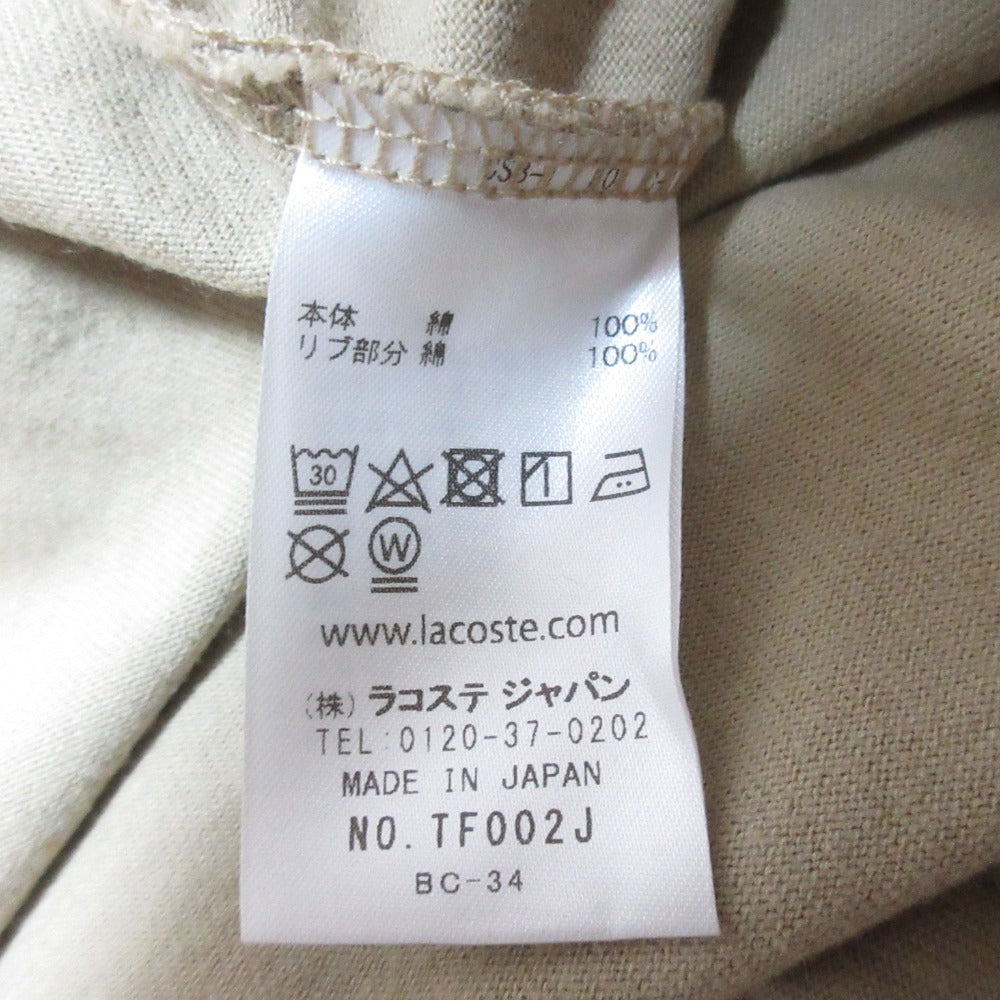 本体 綿 100%
リブ部分 綿 100%
30
W
www.lacoste.com
(株)ラコステ ジャパン
TEL:0120-37-0202
MADE IN JAPAN
NO.TF002J
BC-34